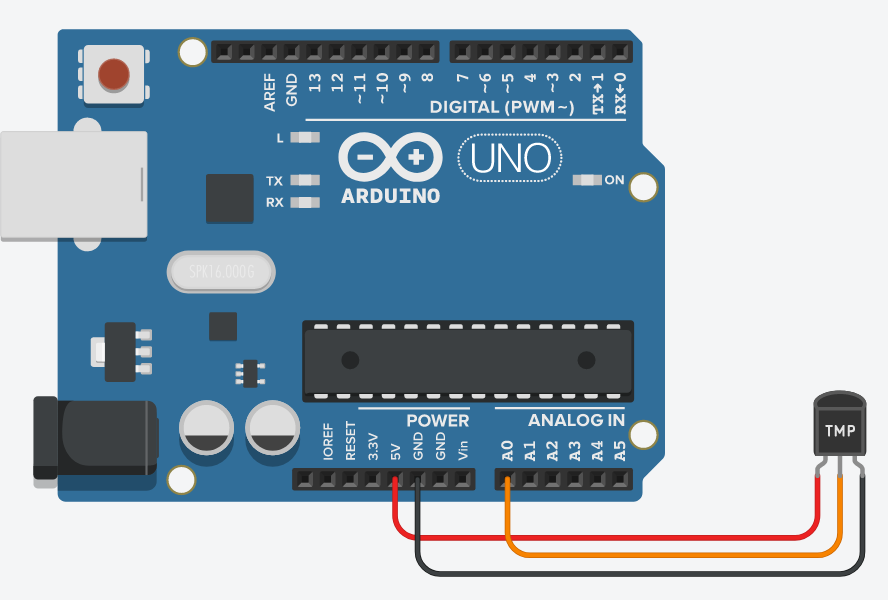 AREF
GND
13
12
~11
~10
~9
8
7
~6
~5
4
~3
2
TX→1
RX←0
DIGITAL (PWM~)
L
TX
RX
ARDUINO
UNO
ON
SPK16.000G
POWER
ANALOG IN
IOREF
RESET
3.3V
5V
GND
GND
Vin
A0
A1
A2
A3
A4
A5
TMP